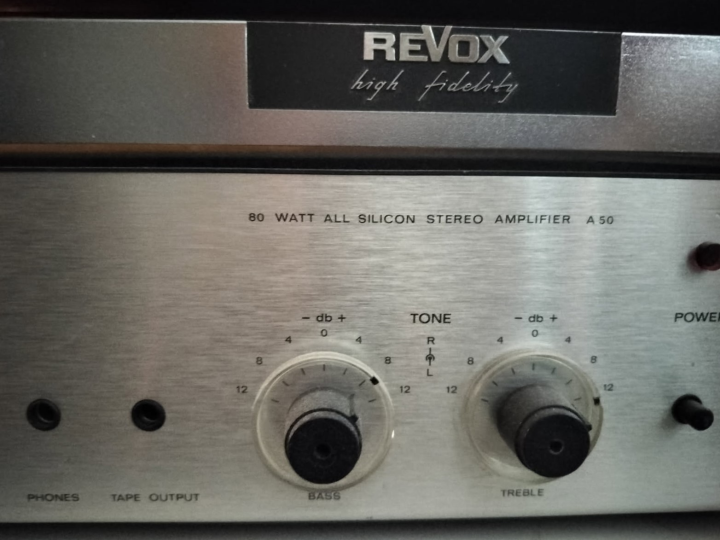 REVOX
high fidelity
80 WATT ALL SILICON STEREO AMPLIFIER A50
- db +
TONE
- db +
POWER
4 0 4
R
4 0 4
8 8
L
8 8
12 12
12 12
PHONES
TAPE OUTPUT
BASS
TREBLE